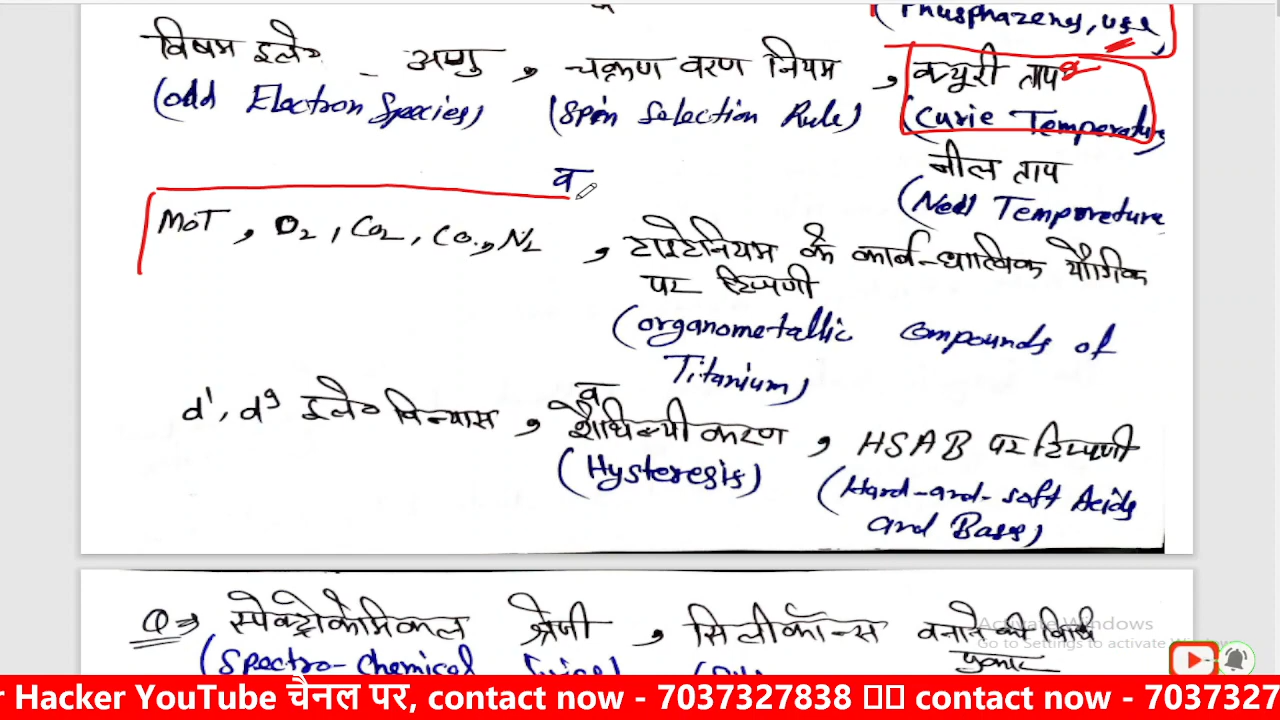 (Phosphazenes, use,
विषम इले० - अणु , चक्रण वरण नियम , क्यूरी ताप
(odd Electron Species) (Spin Selection Rule) (Curie Temperature
नील ताप
(Neel Temperature
व
MOT , O2 , CO2, CO, N2 , टाइटेनियम के कार्बधात्विक यौगिक
पर टिप्पणी
(organometallic compounds of
Titanium)
व
d¹, d⁹ इले० विन्यास , शैथिल्यीकरण , HSAB पर टिप्पणी
(Hysteresis) (Hard-and-soft Acids
and Bases)
Q⇒ स्पेक्ट्रोकेमिकल श्रेणी , सिलीकॉन्स बनाने की विधि
(Spectro-chemical
Activate Windows
Go to Settings to activate Windows.
r Hacker YouTube चैनल पर, contact now - 7037327838 contact now - 7037327